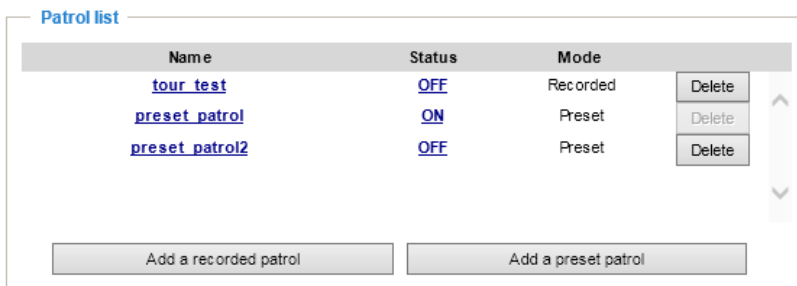 Patrol list
Name Status Mode
tour_test OFF Recorded Delete
preset_patrol ON Preset Delete
preset_patrol2 OFF Preset Delete
Add a recorded patrol Add a preset patrol